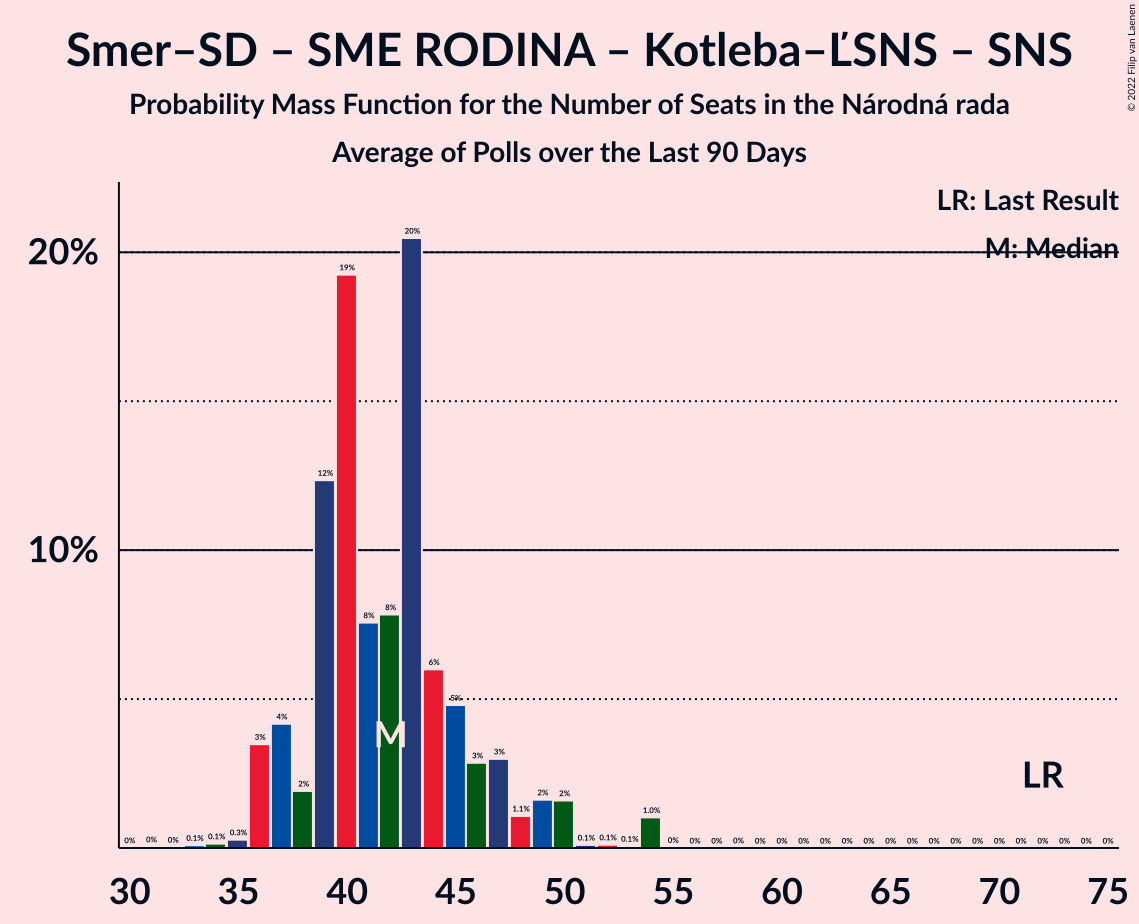 Smer–SD – SME RODINA – Kotleba–ĽSNS – SNS
Probability Mass Function for the Number of Seats in the Národná rada
Average of Polls over the Last 90 Days
© 2022 Filip van Laenen
LR: Last Result
M: Median
20%
10%
0% 0% 0% 0.1% 0.1% 0.3% 3% 4% 2% 12% 19% 8% 8% 20% 6% 5% 3% 3% 1.1% 2% 2% 0.1% 0.1% 0.1% 1.0% 0% 0% 0% 0% 0% 0% 0% 0% 0% 0% 0% 0% 0% 0% 0% 0% 0% 0% 0% 0% 0%
M
LR
30 35 40 45 50 55 60 65 70 75